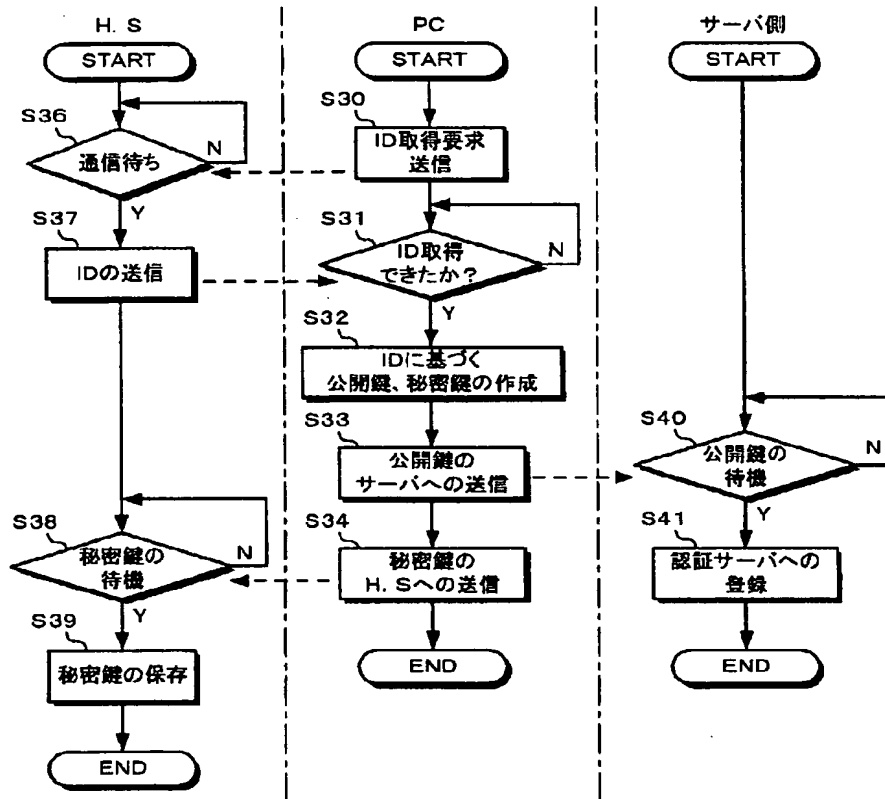 H. S
START
S36
通信待ち
N
Y
S37
IDの送信
S38
秘密鍵の
待機
N
Y
S39
秘密鍵の保存
END
PC
START
S30
ID取得要求
送信
S31
ID取得
できたか?
N
Y
S32
IDに基づく
公開鍵、秘密鍵の作成
S33
公開鍵の
サーバへの送信
S34
秘密鍵の
H. Sへの送信
END
サーバ側
START
S40
公開鍵の
待機
N
Y
S41
認証サーバへの
登録
END